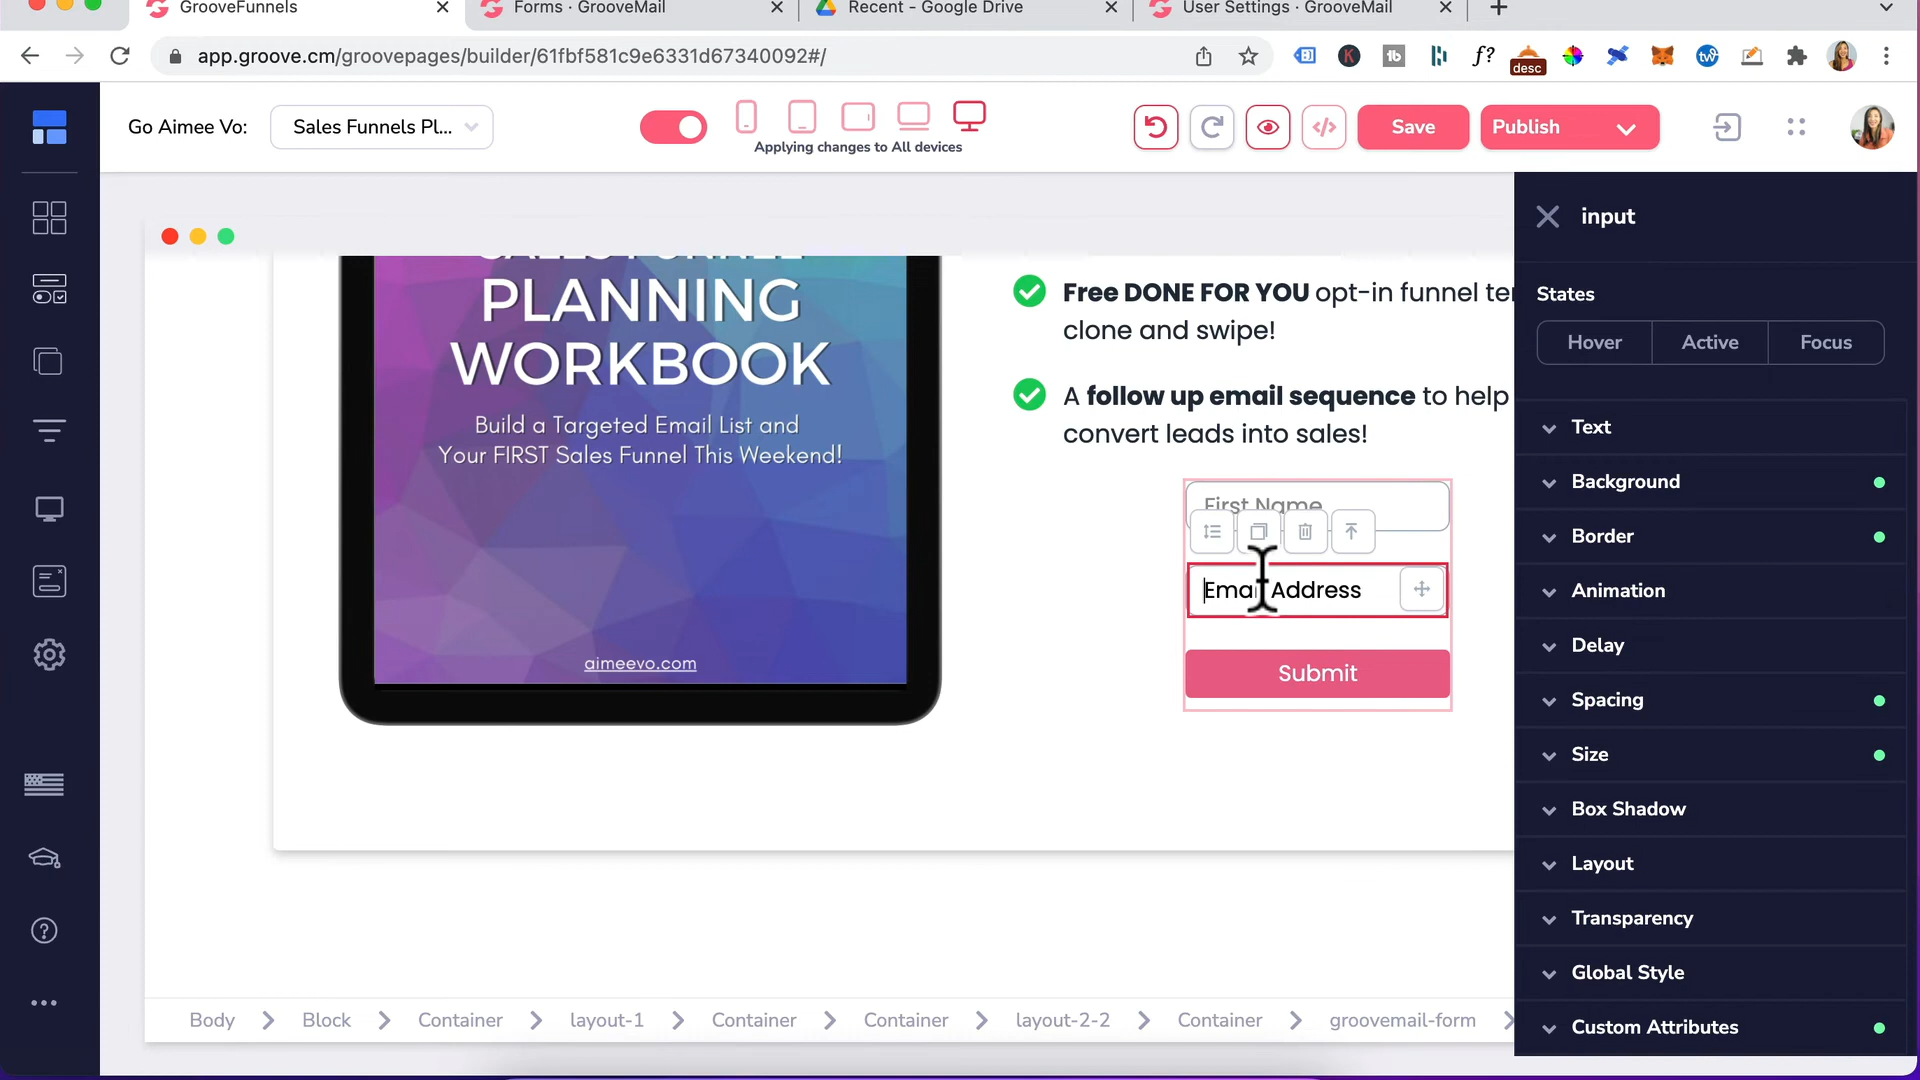 GrooveFunnels
Forms · GrooveMail
Recent - Google Drive
User Settings · GrooveMail
app.groove.cm/groovepages/builder/61fbf581c9e6331d67340092#/
desc
Go Aimee Vo:
Sales Funnels Pl...
Applying changes to All devices
Save
Publish
input
States
Hover
Active
Focus
Text
Background
Border
Animation
Delay
Spacing
Size
Box Shadow
Layout
Transparency
Global Style
Custom Attributes
SALES FUNNEL
PLANNING
WORKBOOK
Build a Targeted Email List and
Your FIRST Sales Funnel This Weekend!
aimeevo.com
Free DONE FOR YOU opt-in funnel te
clone and swipe!
A follow up email sequence to help
convert leads into sales!
First Name
Email Address
Submit
Body
Block
Container
layout-1
Container
Container
layout-2-2
Container
groovemail-form